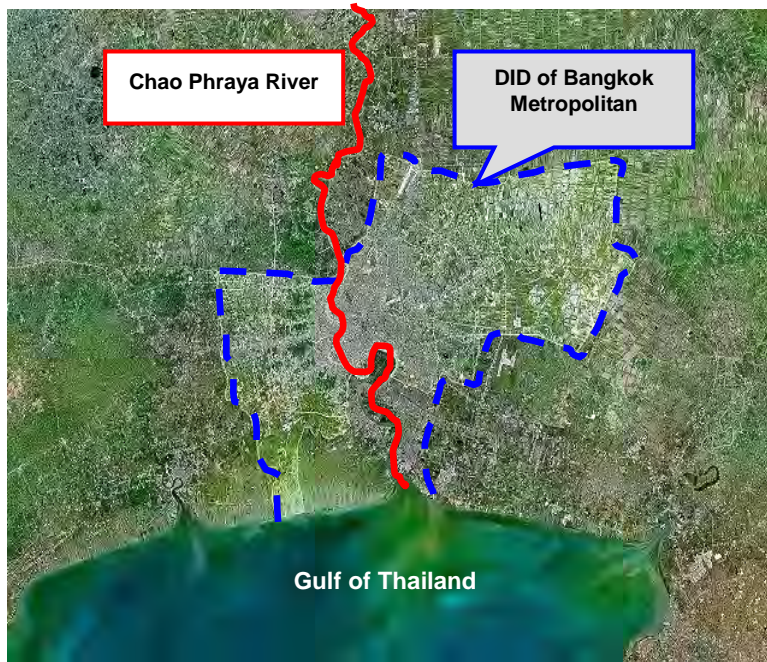 Chao Phraya River
DID of Bangkok
Metropolitan
Gulf of Thailand